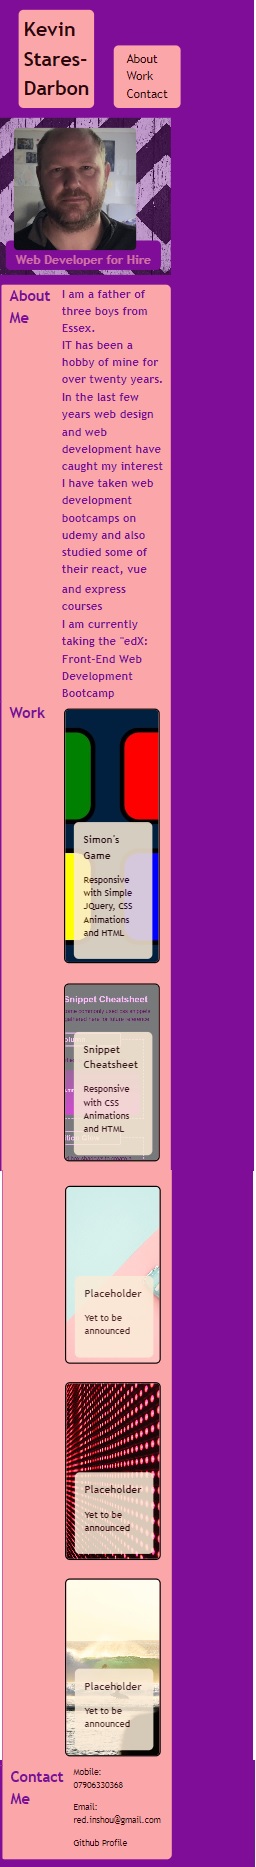 Kevin
Stares-
Darbon
About
Work
Contact
Web Developer for Hire
About
Me
I am a father of
three boys from
Essex.
IT has been a
hobby of mine for
over twenty years.
In the last few
years web design
and web
development have
caught my interest
I have taken web
development
bootcamps on
udemy and also
studied some of
their react, vue
and express
courses
I am currently
taking the "edX:
Front-End Web
Development
Bootcamp
Work
Simon's
Game
Responsive
with Simple
JQuery, CSS
Animations
and HTML
Snippet Cheatsheet
Snippet
Cheatsheet
Responsive
with CSS
Animations
and HTML
Placeholder
Yet to be
announced
Placeholder
Yet to be
announced
Placeholder
Yet to be
announced
Contact
Me
Mobile:
07906330368
Email:
red.inshou@gmail.com
Github Profile